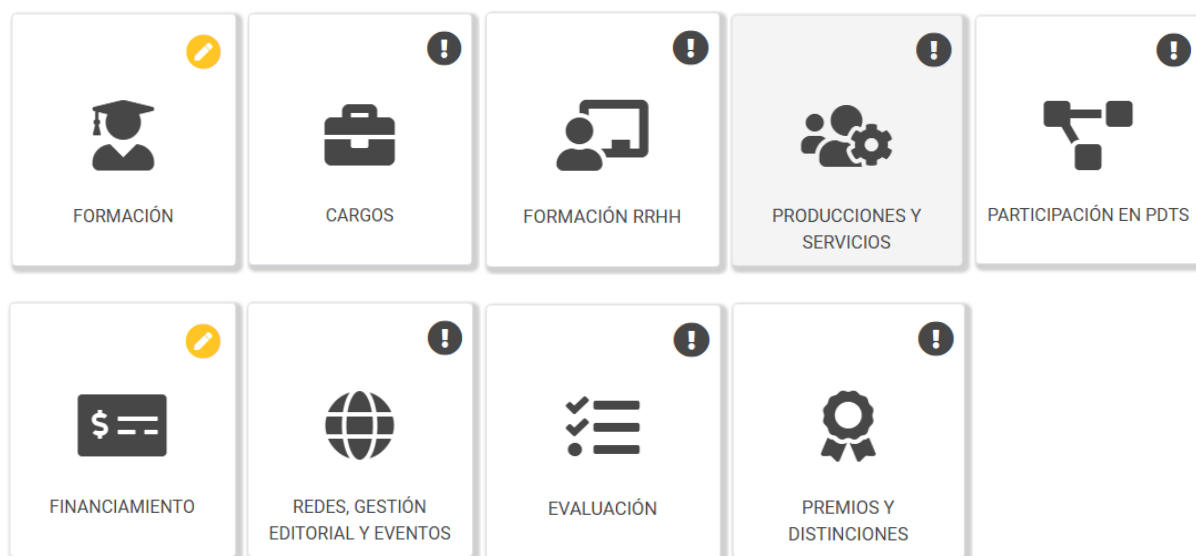 FORMACIÓN
CARGOS
FORMACIÓN RRHH
PRODUCCIONES Y
SERVICIOS
PARTICIPACIÓN EN PDTS
$
FINANCIAMIENTO
REDES, GESTIÓN
EDITORIAL Y EVENTOS
EVALUACIÓN
PREMIOS Y
DISTINCIONES